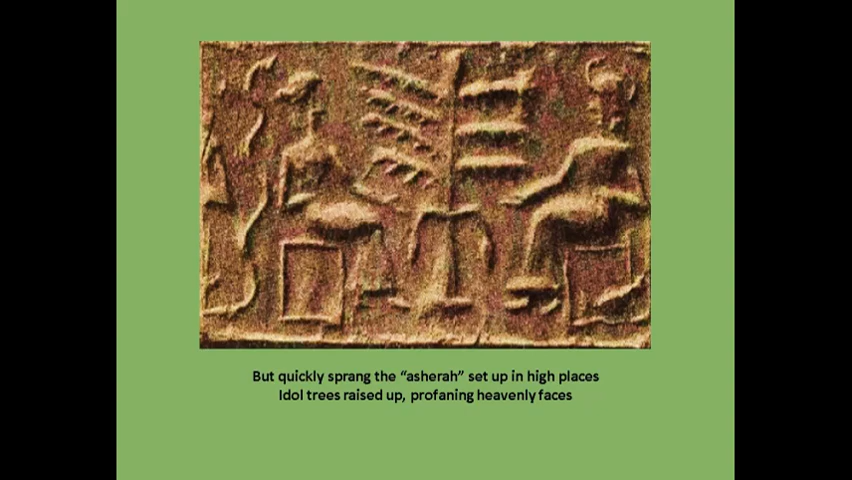 But quickly sprang the “asherah” set up in high places
Idol trees raised up, profaning heavenly faces